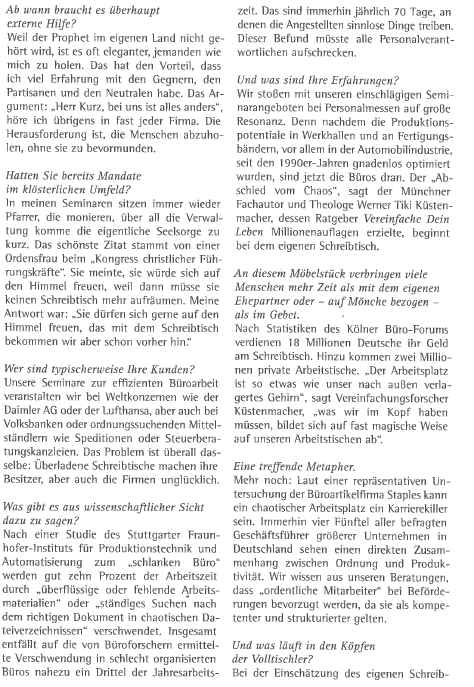 Ab wann braucht es überhaupt
externe Hilfe?
Weil der Prophet im eigenen Land nicht ge-
hört wird, ist es oft eleganter, jemanden wie
mich zu holen. Das hat den Vorteil, dass
ich viel Erfahrung mit den Gegnern, den
Partisanen und den Neutralen habe. Das Ar-
gument: „Herr Kurz, bei uns ist alles anders",
höre ich übrigens in fast jeder Firma. Die
Herausforderung ist, die Menschen abzuho-
len, ohne sie zu bevormunden.
Hatten Sie bereits Mandate
im klösterlichen Umfeld?
In meinen Seminaren sitzen immer wieder
Pfarrer, die monieren, über all die Verwal-
tung komme die eigentliche Seelsorge zu
kurz. Das schönste Zitat stammt von einer
Ordensfrau beim „Kongress christlicher Füh-
rungskräfte". Sie meinte, sie würde sich auf
den Himmel freuen, weil dann müsse sie
keinen Schreibtisch mehr aufräumen. Meine
Antwort war: „Sie dürfen sich gerne auf den
Himmel freuen, das mit dem Schreibtisch
bekommen wir aber schon vorher hin."
Wer sind typischerweise Ihre Kunden?
Unsere Seminare zur effizienten Büroarbeit
veranstalten wir bei Weltkonzernen wie der
Daimler AG oder der Lufthansa, aber auch bei
Volksbanken oder ordnungssuchenden Mittel-
ständlern wie Speditionen oder Steuerbera-
tungskanzleien. Das Problem ist überall das-
selbe: Überladene Schreibtische machen ihre
Besitzer, aber auch die Firmen unglücklich.
Was gibt es aus wissenschaftlicher Sicht
dazu zu sagen?
Nach einer Studie des Stuttgarter Fraun-
hofer-Instituts für Produktionstechnik und
Automatisierung zum „schlanken Büro"
werden gut zehn Prozent der Arbeitszeit
durch „überflüssige oder fehlende Arbeits-
materialien" oder „ständiges Suchen nach
dem richtigen Dokument in chaotischen Da-
teiverzeichnissen" verschwendet. Insgesamt
entfällt auf die von Büroforschern ermittel-
te Verschwendung in schlecht organisierten
Büros nahezu ein Drittel der Jahresarbeits-
zeit. Das sind immerhin jährlich 70 Tage, an
denen die Angestellten sinnlose Dinge treiben.
Dieser Befund müsste alle Personalverant-
wortlichen aufschrecken.
Und was sind Ihre Erfahrungen?
Wir stoßen mit unseren einschlägigen Semi-
narangeboten bei Personalmessen auf große
Resonanz. Denn nachdem die Produktions-
potentiale in Werkhallen und an Fertigungs-
bändern, vor allem in der Automobilindustrie,
seit den 1990er-Jahren gnadenlos optimiert
wurden, sind jetzt die Büros dran. Der „Ab-
schied vom Chaos", sagt der Münchner
Fachautor und Theologe Werner Tiki Küsten-
macher, dessen Ratgeber Vereinfache Dein
Leben Millionenauflagen erzielte, beginnt
bei dem eigenen Schreibtisch.
An diesem Möbelstück verbringen viele
Menschen mehr Zeit als mit dem eigenen
Ehepartner oder – auf Mönche bezogen –
als im Gebet.
Nach Statistiken des Kölner Büro-Forums
verdienen 18 Millionen Deutsche ihr Geld
am Schreibtisch. Hinzu kommen zwei Millio-
nen private Arbeitstische. „Der Arbeitsplatz
ist so etwas wie unser nach außen verla-
gertes Gehirn", sagt Vereinfachungsforscher
Küstenmacher, „was wir im Kopf haben
müssen, bildet sich auf fast magische Weise
auf unseren Arbeitstischen ab".
Eine treffende Metapher.
Mehr noch: Laut einer repräsentativen Un-
tersuchung der Büroartikelfirma Staples kann
ein chaotischer Arbeitsplatz ein Karrierekiller
sein. Immerhin vier Fünftel aller befragten
Geschäftsführer größerer Unternehmen in
Deutschland sehen einen direkten Zusam-
menhang zwischen Ordnung und Produk-
tivität. Wir wissen aus unseren Beratungen,
dass „ordentliche Mitarbeiter" bei Beförde-
rungen bevorzugt werden, da sie als kompe-
tenter und strukturierter gelten.
Und was läuft in den Köpfen
der Volltischler?
Bei der Einschätzung des eigenen Schreib-